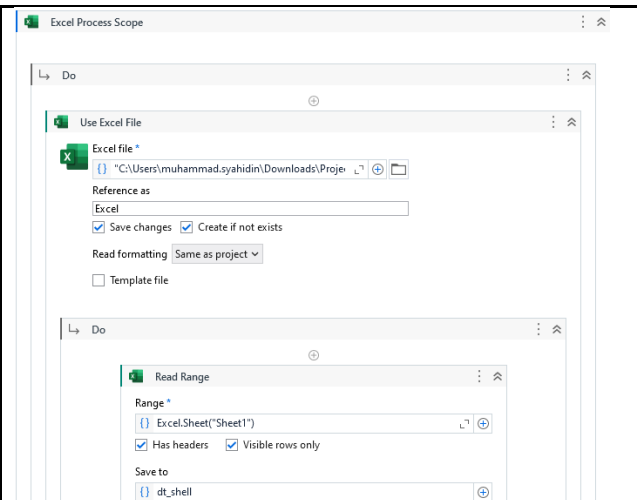 Excel Process Scope
Do
Use Excel File
Excel file *
{} "C:\Users\muhammad.syahidin\Downloads\Proje
Reference as
Excel
Save changes Create if not exists
Read formatting Same as project
Template file
Do
Read Range
Range *
{} Excel.Sheet("Sheet1")
Has headers Visible rows only
Save to
{} dt_shell